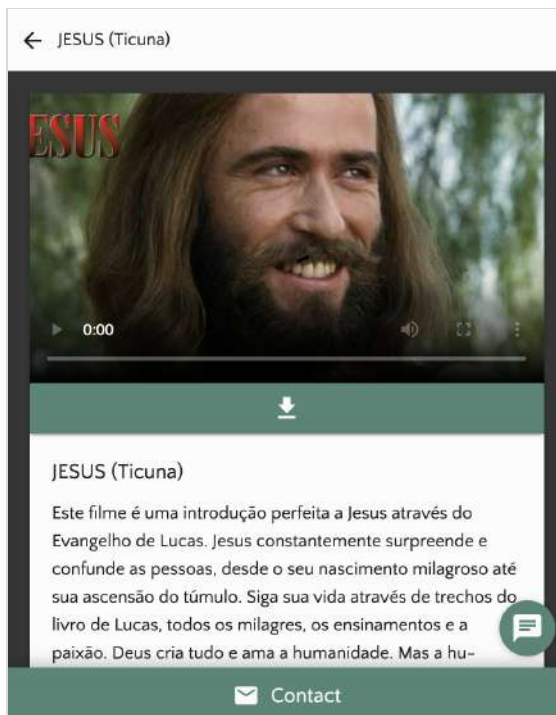 JESUS (Ticuna)
ESUS
0:00
JESUS (Ticuna)
Este filme é uma introdução perfeita a Jesus através do
Evangelho de Lucas. Jesus constantemente surpreende e
confunde as pessoas, desde o seu nascimento milagroso até
sua ascensão do túmulo. Siga sua vida através de trechos do
livro de Lucas, todos os milagres, os ensinamentos e a
paixão. Deus cria tudo e ama a humanidade. Mas a hu-
Contact